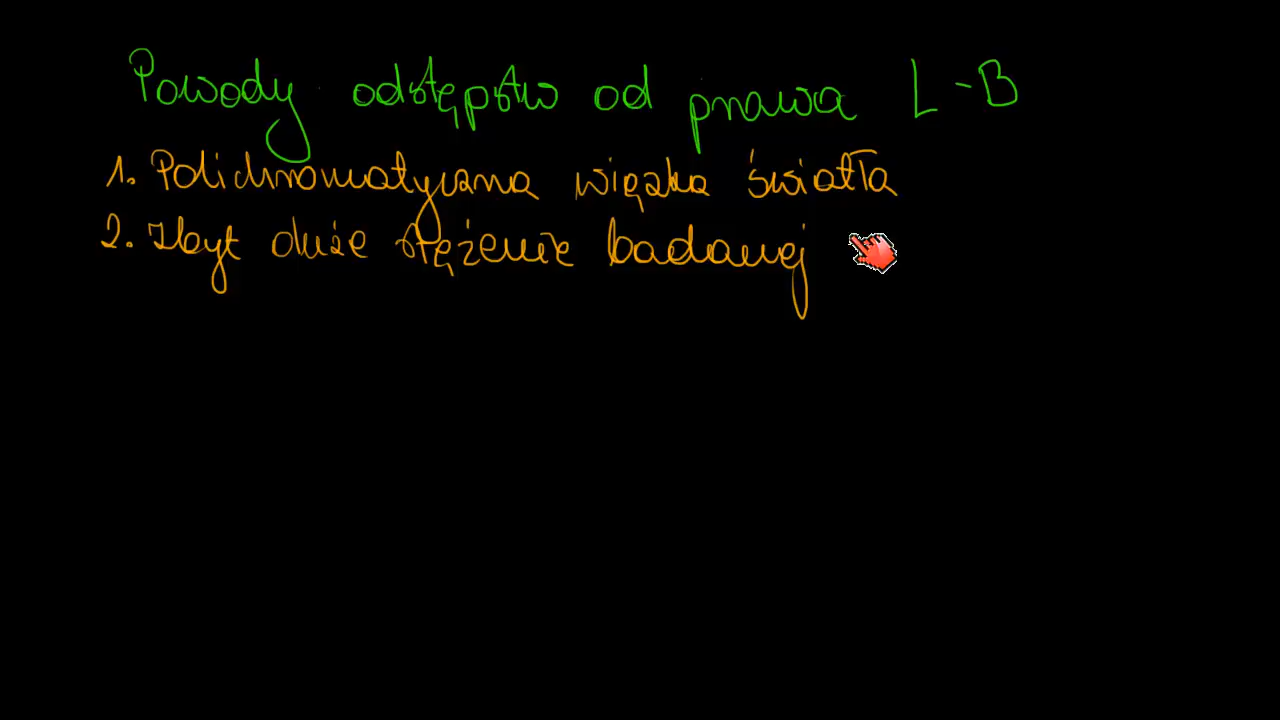 Powody odstępstw od prawa L-B
1. Polichromatyczna wiązka światła
2. Zbyt duże stężenie badanej